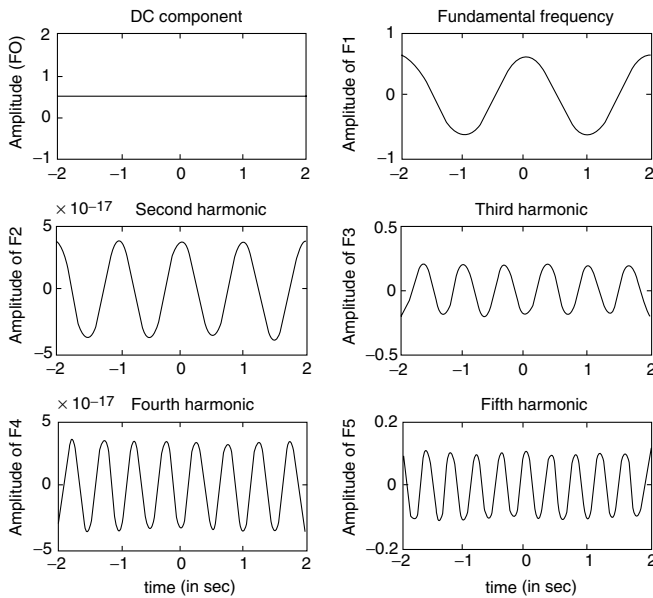 DC component
Amplitude (FO)
2
1
0
−1
−2 −1 0 1 2
Fundamental frequency
Amplitude of F1
1
0
−1
−2 −1 0 1 2
× 10−17 Second harmonic
Amplitude of F2
5
0
−5
−2 −1 0 1 2
Third harmonic
Amplitude of F3
0.5
0
−0.5
−2 −1 0 1 2
× 10−17 Fourth harmonic
Amplitude of F4
5
0
−5
−2 −1 0 1 2
time (in sec)
Fifth harmonic
Amplitude of F5
0.2
0
−0.2
−2 −1 0 1 2
time (in sec)